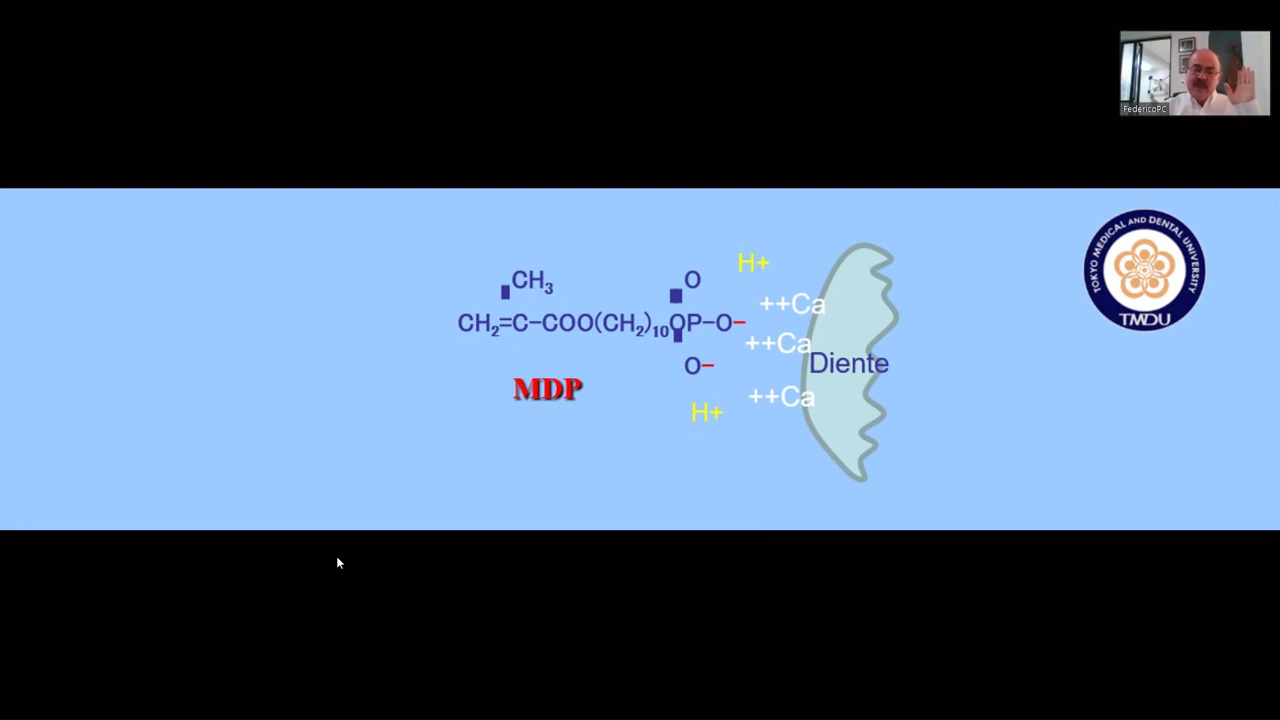 FedericoPC
TOKYO MEDICAL AND DENTAL UNIVERSITY
TMDU
H+
CH₃
O
++Ca
CH₂=C–COO(CH₂)₁₀OP–O–
++Ca
O–
Diente
MDP
++Ca
H+